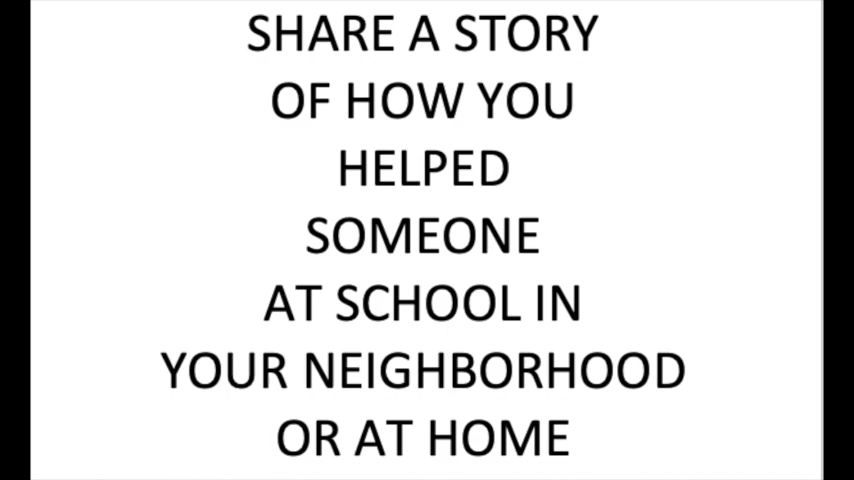 SHARE A STORY
OF HOW YOU
HELPED
SOMEONE
AT SCHOOL IN
YOUR NEIGHBORHOOD
OR AT HOME